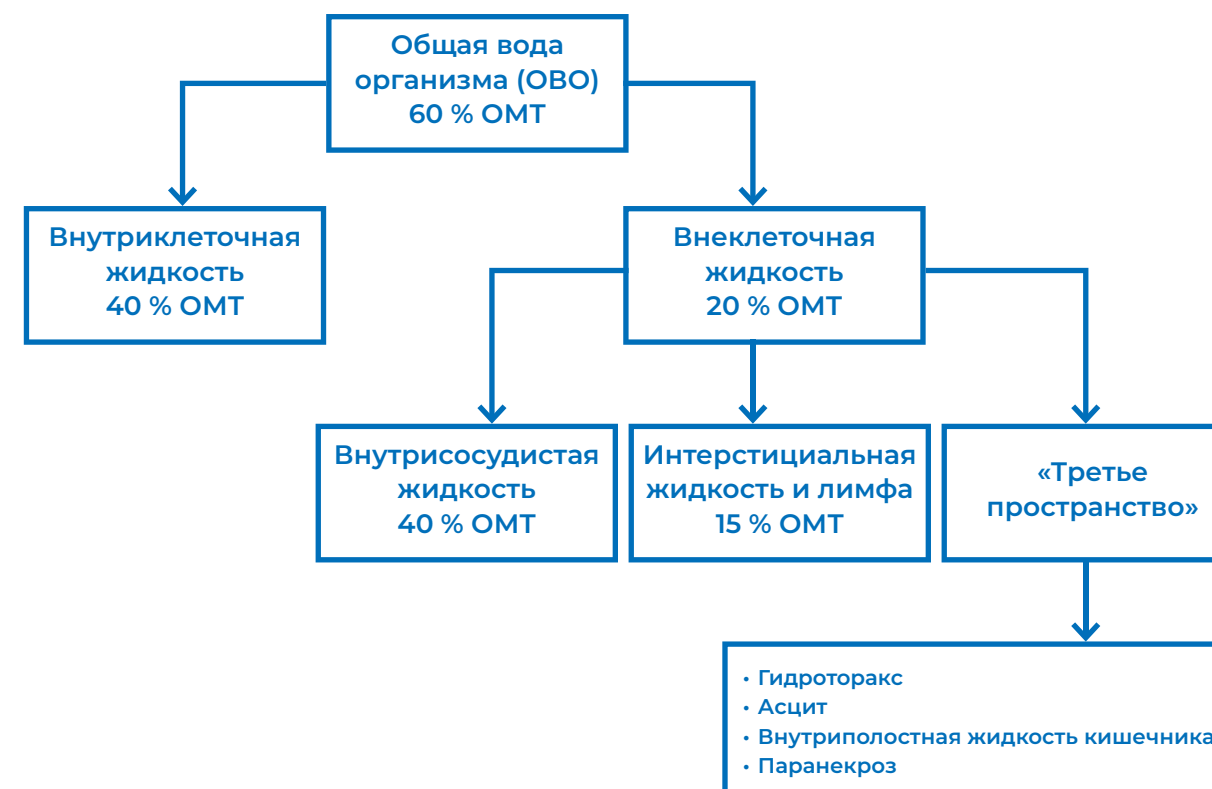 Общая вода
организма (ОВО)
60 % ОМТ
Внутриклеточная
жидкость
40 % ОМТ
Внеклеточная
жидкость
20 % ОМТ
Внутрисосудистая
жидкость
40 % ОМТ
Интерстициальная
жидкость и лимфа
15 % ОМТ
«Третье
пространство»
• Гидроторакс
• Асцит
• Внутриполостная жидкость кишечника
• Паранекроз